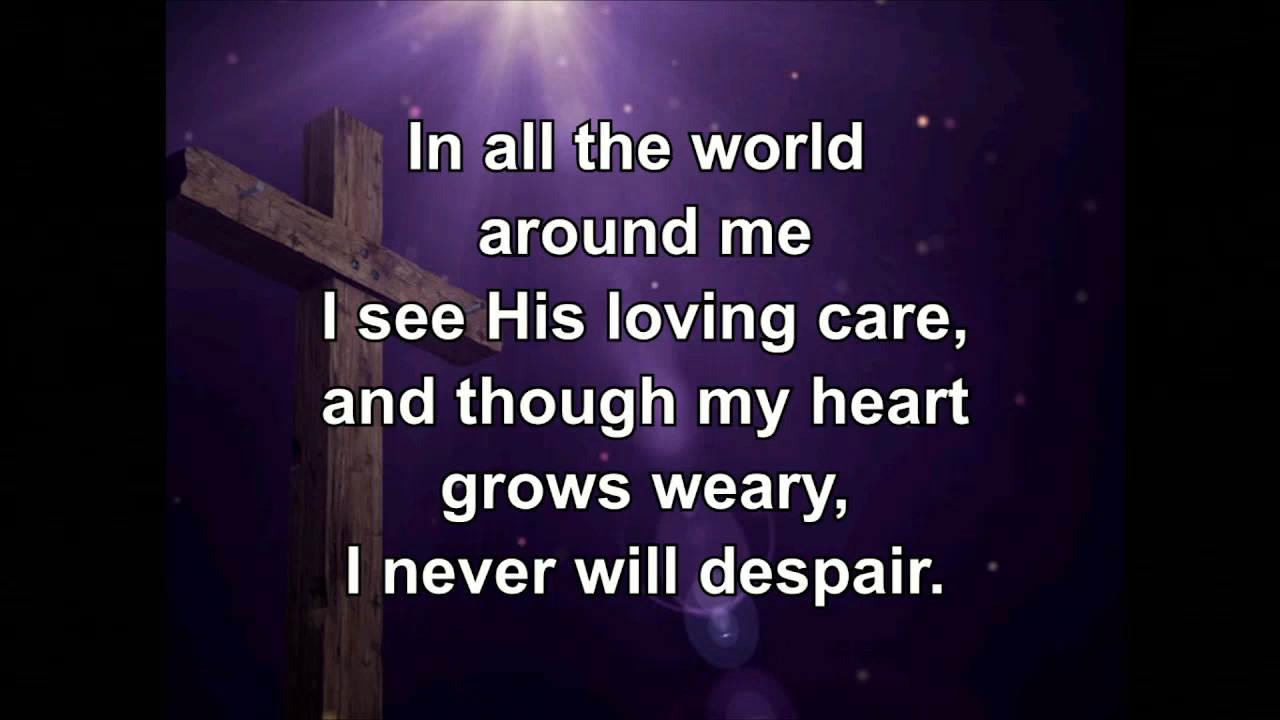 In all the world
around me
I see His loving care,
and though my heart
grows weary,
I never will despair.